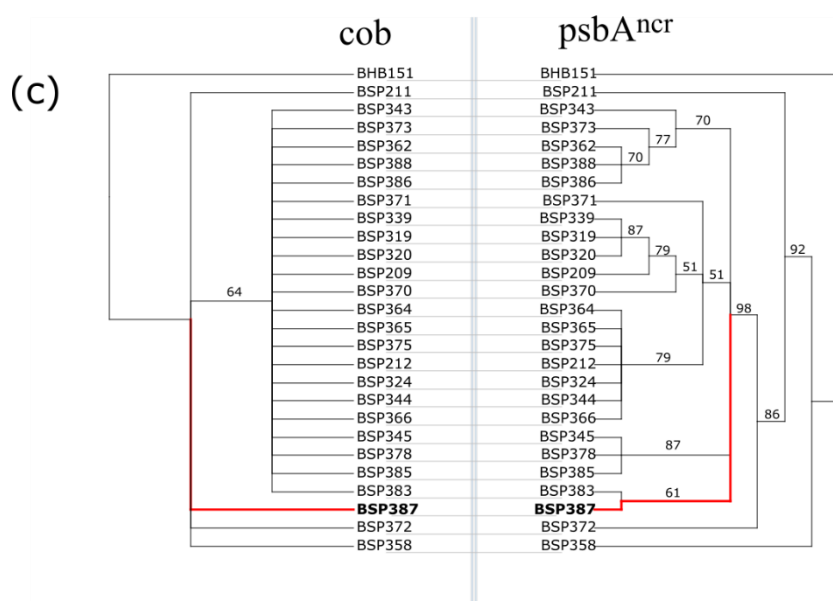 cob psbAncr
(c)
BHB151 BHB151
BSP211 BSP211
BSP343 BSP343
70
BSP373 BSP373
77
BSP362 BSP362
BSP388 70 BSP388
BSP386 BSP386
BSP371 BSP371
BSP339 BSP339
87
BSP319 BSP319
79 92
BSP320 BSP320
51 51
BSP209 BSP209
64
BSP370 BSP370
98
BSP364 BSP364
BSP365 BSP365
BSP375 BSP375
79
BSP212 BSP212
BSP324 BSP324
BSP344 BSP344
86
BSP366 BSP366
BSP345 BSP345
87
BSP378 BSP378
BSP385 BSP385
BSP383 BSP383
61
BSP387 BSP387
BSP372 BSP372
BSP358 BSP358